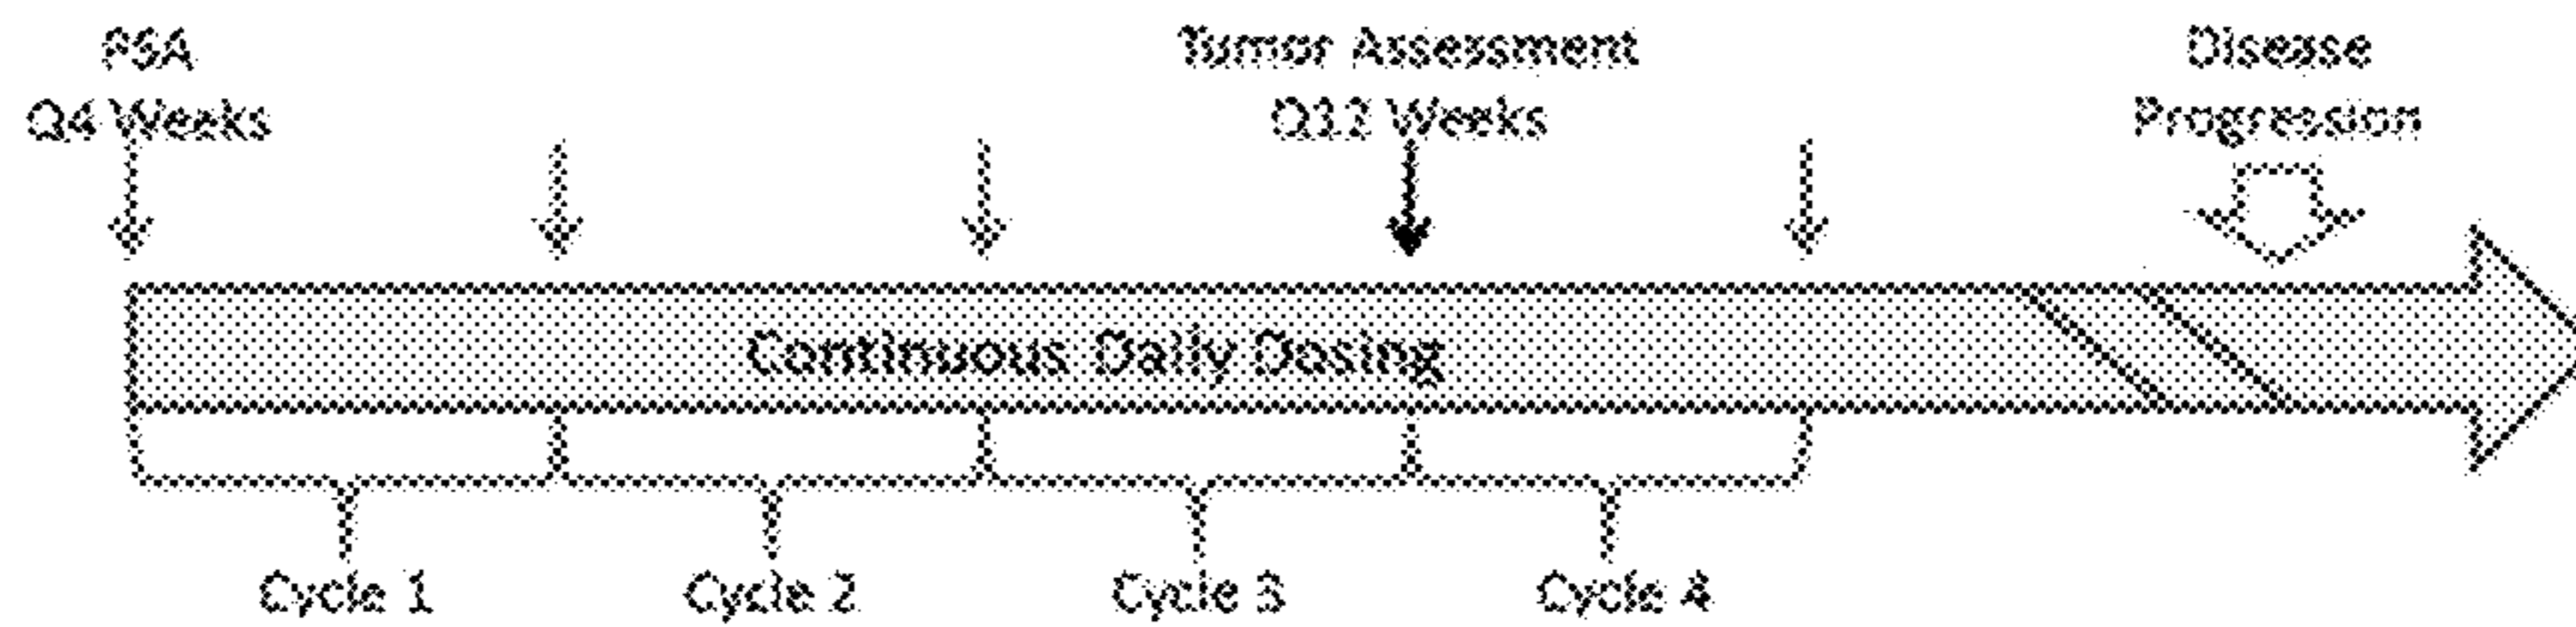 PSA
Q4 Weeks
Tumor Assessment
Q12 Weeks
Disease
Progression
Continuous Daily Dosing
Cycle 1
Cycle 2
Cycle 3
Cycle 4